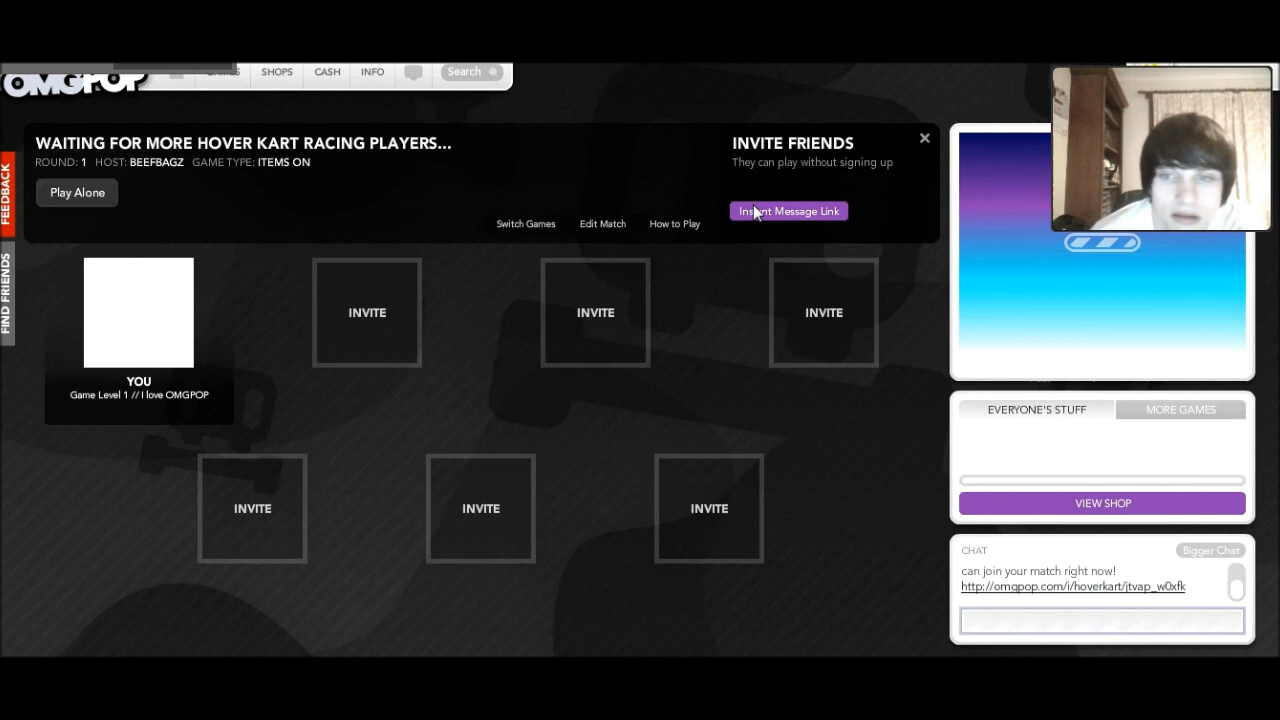 OMGPOP
GAMES SHOPS CASH INFO Search
WAITING FOR MORE HOVER KART RACING PLAYERS...
ROUND: 1 HOST: BEEFBAGZ GAME TYPE: ITEMS ON
Play Alone
INVITE FRIENDS
They can play without signing up
Instant Message Link
Switch Games Edit Match How to Play
FEEDBACK
FIND FRIENDS
INVITE INVITE INVITE
YOU
Game Level 1 // I love OMGPOP
INVITE INVITE INVITE
EVERYONE'S STUFF MORE GAMES
VIEW SHOP
CHAT Bigger Chat
can join your match right now!
http://omgpop.com/i/hoverkart/jtvap_w0xfk